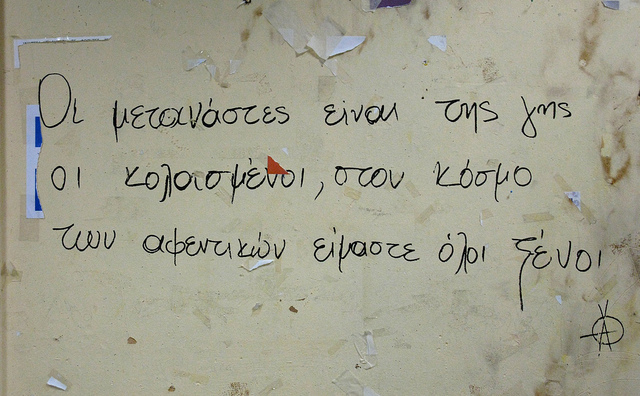 Οι μετανάστες είναι της γης
οι κολασμένοι, στον κόσμο
των αφεντικών είμαστε όλοι ξένοι